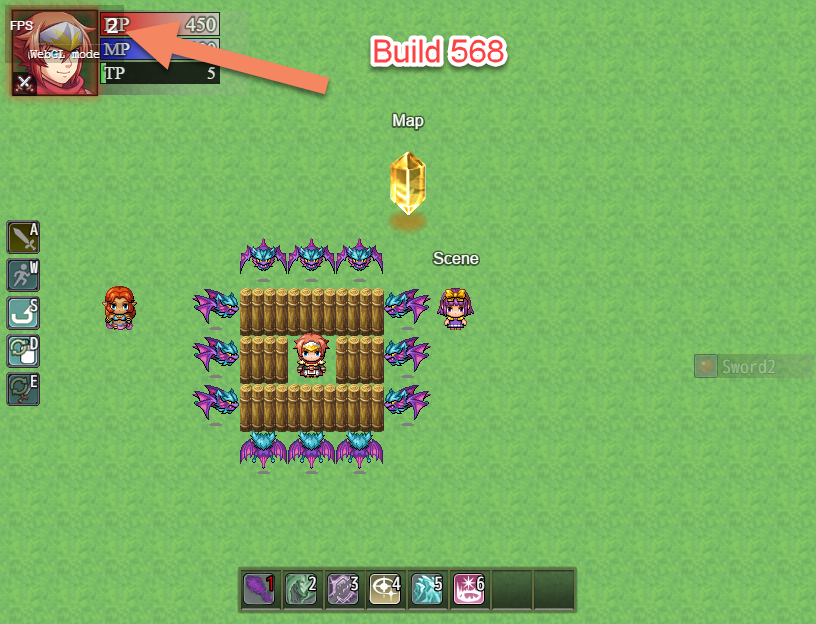 FPS
2
HP 450
WebGL mode
MP
TP 5
Build 568
Map
Scene
A
W
S
D
E
Sword2
1 2 3 4 5 6